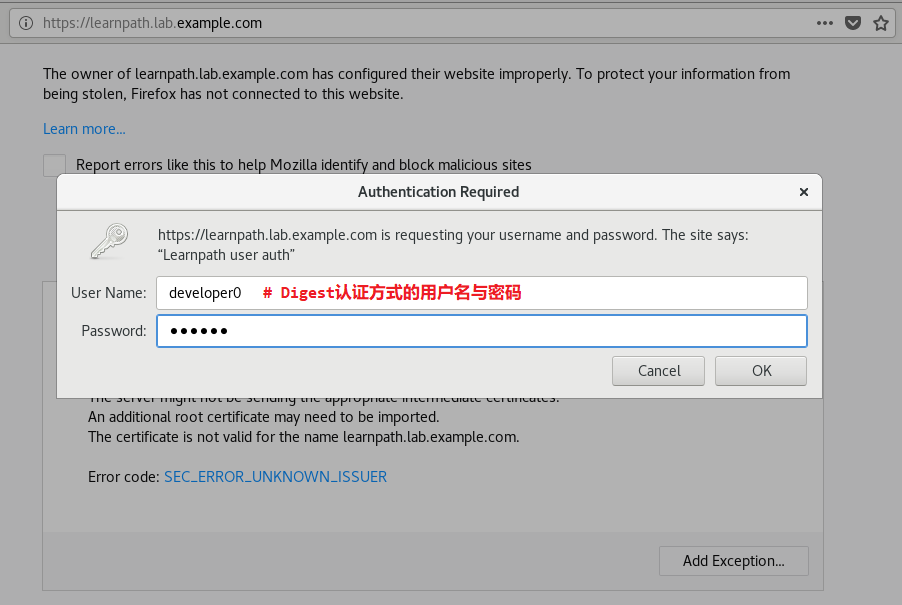 https://learnpath.lab.example.com
The owner of learnpath.lab.example.com has configured their website improperly. To protect your information from
being stolen, Firefox has not connected to this website.
Learn more...
Report errors like this to help Mozilla identify and block malicious sites
Authentication Required
https://learnpath.lab.example.com is requesting your username and password. The site says:
“Learnpath user auth”
User Name: developer0 # Digest认证方式的用户名与密码
Password: ●●●●●●
Cancel OK
The server might not be sending the appropriate intermediate certificates.
An additional root certificate may need to be imported.
The certificate is not valid for the name learnpath.lab.example.com.
Error code: SEC_ERROR_UNKNOWN_ISSUER
Add Exception...